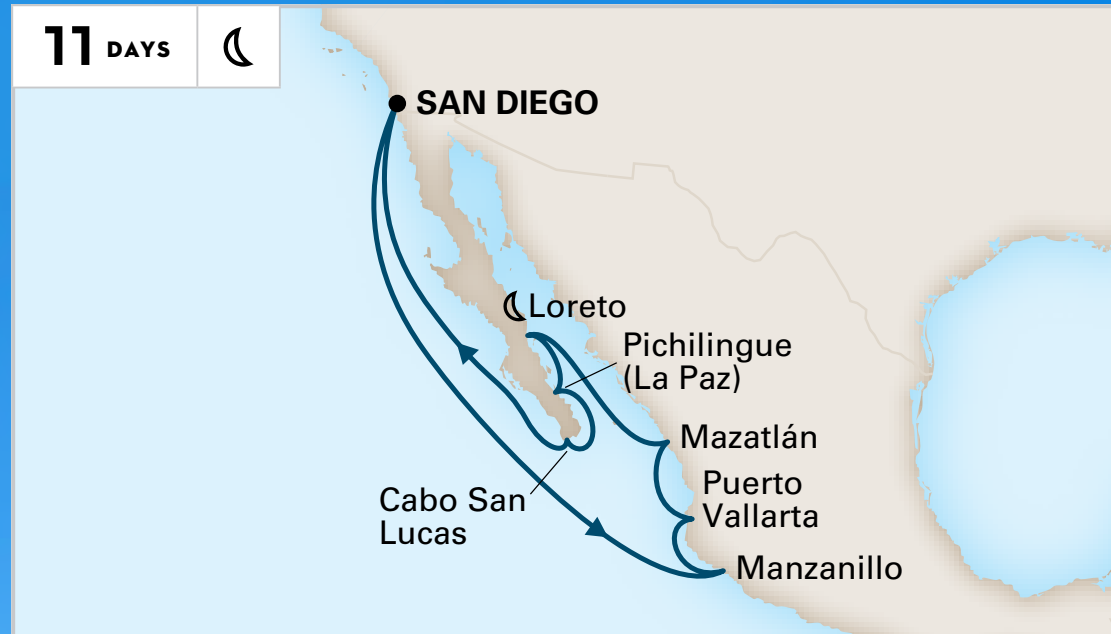 11 DAYS
SAN DIEGO
Loreto
Pichilingue
(La Paz)
Mazatlán
Puerto
Vallarta
Cabo San
Lucas
Manzanillo